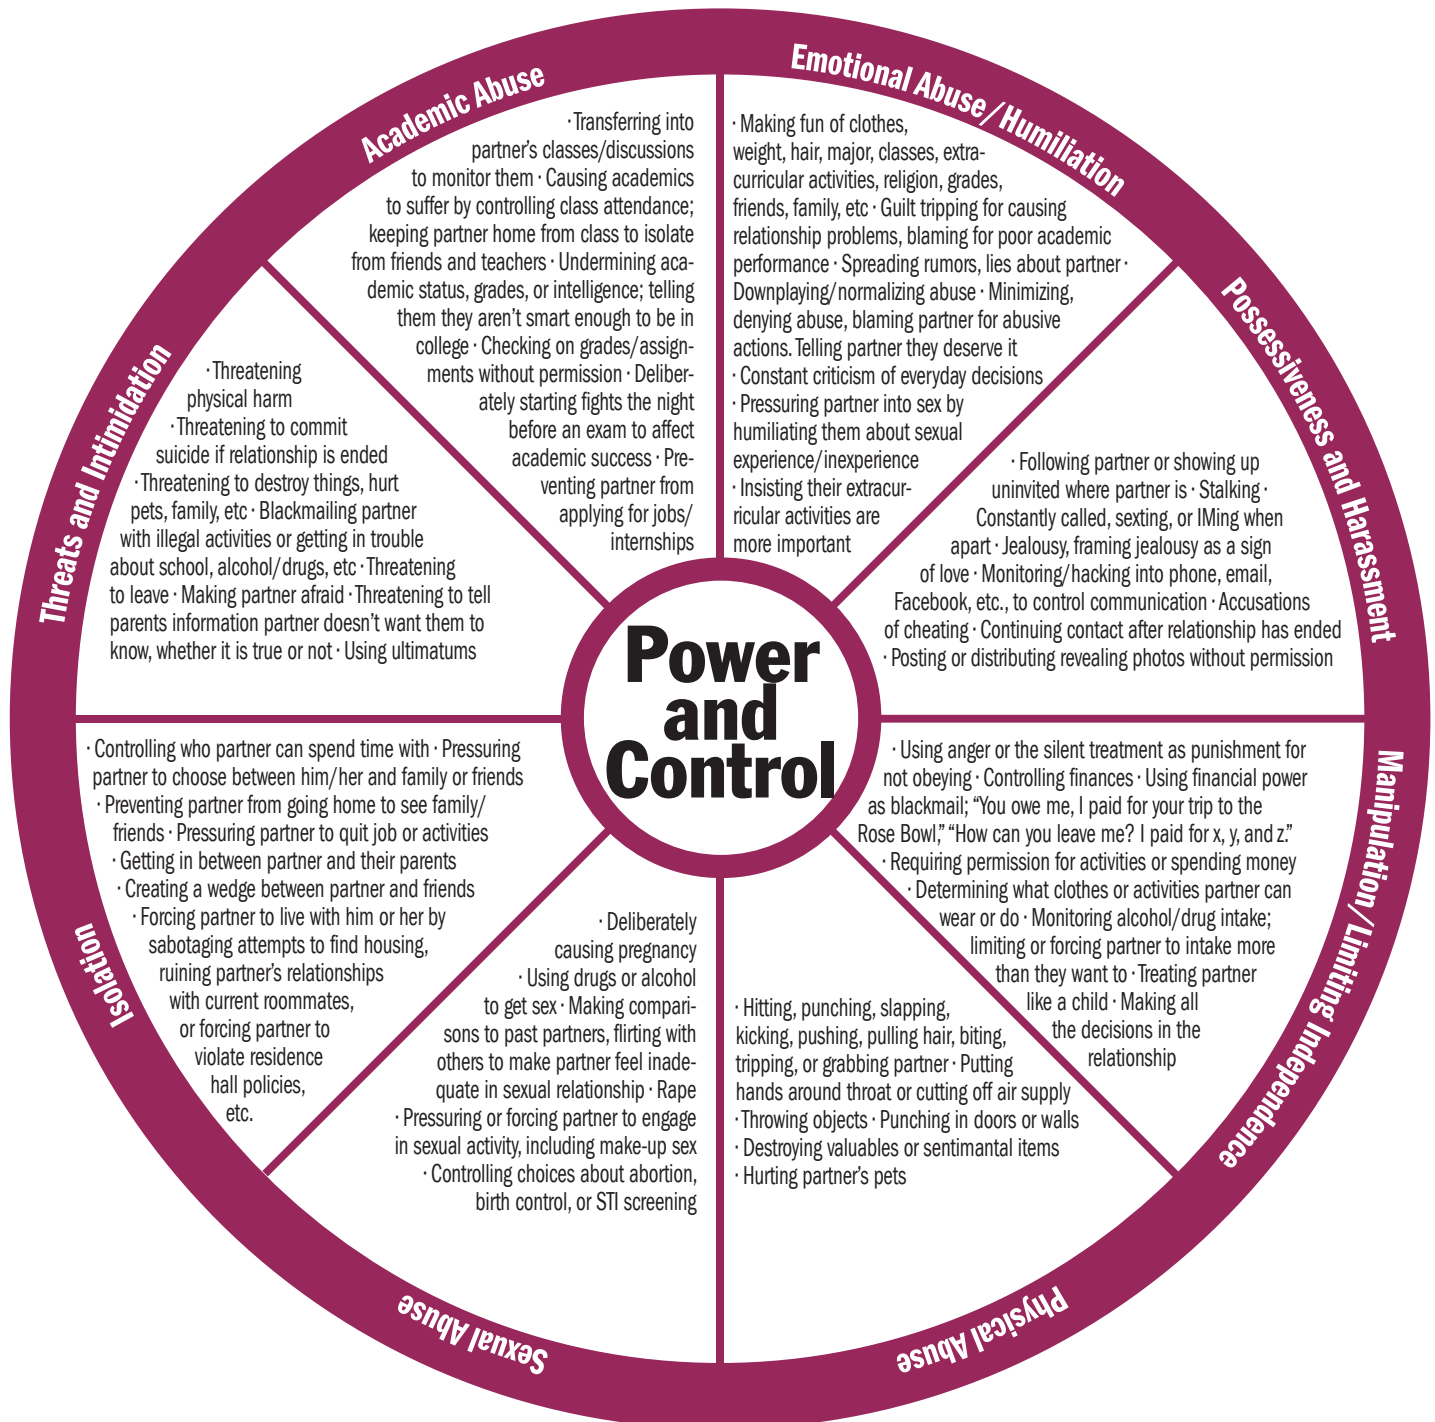 Emotional Abuse/Humiliation
· Making fun of clothes,
weight, hair, major, classes, extra-
curricular activities, religion, grades,
friends, family, etc · Guilt tripping for causing
relationship problems, blaming for poor academic
performance · Spreading rumors, lies about partner ·
Downplaying/normalizing abuse · Minimizing,
denying abuse, blaming partner for abusive
actions. Telling partner they deserve it
· Constant criticism of everyday decisions
· Pressuring partner into sex by
humiliating them about sexual
experience/inexperience
· Insisting their extracur-
ricular activities are
more important
Possessiveness and Harassment
· Following partner or showing up
uninvited where partner is · Stalking ·
Constantly called, sexting, or IMing when
apart · Jealousy, framing jealousy as a sign
of love · Monitoring/hacking into phone, email,
Facebook, etc., to control communication · Accusations
of cheating · Continuing contact after relationship has ended
· Posting or distributing revealing photos without permission
Manipulation/Limiting Independence
· Using anger or the silent treatment as punishment for
not obeying · Controlling finances · Using financial power
as blackmail; “You owe me, I paid for your trip to the
Rose Bowl,” “How can you leave me? I paid for x, y, and z.”
· Requiring permission for activities or spending money
· Determining what clothes or activities partner can
wear or do · Monitoring alcohol/drug intake;
limiting or forcing partner to intake more
than they want to · Treating partner
like a child · Making all
the decisions in the
relationship
Physical Abuse
· Hitting, punching, slapping,
kicking, pushing, pulling hair, biting,
tripping, or grabbing partner · Putting
hands around throat or cutting off air supply
· Throwing objects · Punching in doors or walls
· Destroying valuables or sentimantal items
· Hurting partner’s pets
Sexual Abuse
· Deliberately
causing pregnancy
· Using drugs or alcohol
to get sex · Making compari-
sons to past partners, flirting with
others to make partner feel inade-
quate in sexual relationship · Rape
· Pressuring or forcing partner to engage
in sexual activity, including make-up sex
· Controlling choices about abortion,
birth control, or STI screening
Isolation
· Controlling who partner can spend time with · Pressuring
partner to choose between him/her and family or friends
· Preventing partner from going home to see family/
friends · Pressuring partner to quit job or activities
· Getting in between partner and their parents
· Creating a wedge between partner and friends
· Forcing partner to live with him or her by
sabotaging attempts to find housing,
ruining partner’s relationships
with current roommates,
or forcing partner to
violate residence
hall policies,
etc.
Threats and Intimidation
· Threatening
physical harm
· Threatening to commit
suicide if relationship is ended
· Threatening to destroy things, hurt
pets, family, etc · Blackmailing partner
with illegal activities or getting in trouble
about school, alcohol/drugs, etc · Threatening
to leave · Making partner afraid · Threatening to tell
parents information partner doesn’t want them to
know, whether it is true or not · Using ultimatums
Academic Abuse
· Transferring into
partner’s classes/discussions
to monitor them · Causing academics
to suffer by controlling class attendance;
keeping partner home from class to isolate
from friends and teachers · Undermining aca-
demic status, grades, or intelligence; telling
them they aren’t smart enough to be in
college · Checking on grades/assign-
ments without permission · Deliber-
ately starting fights the night
before an exam to affect
academic success · Pre-
venting partner from
applying for jobs/
internships
Power
and
Control